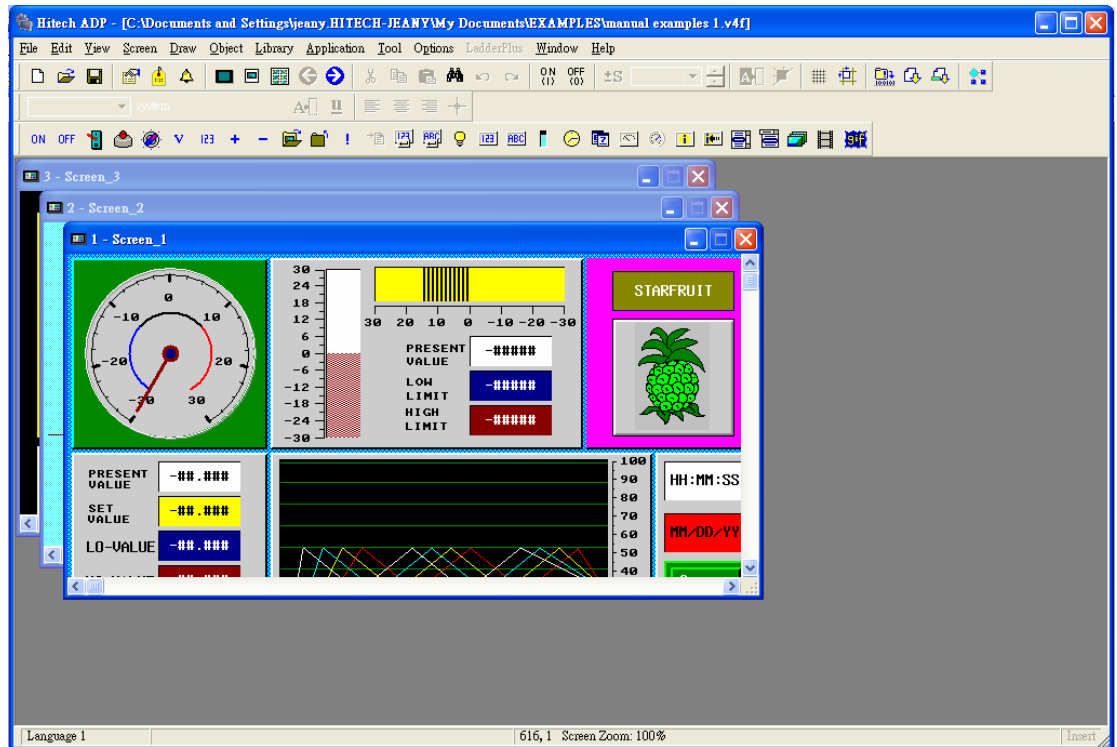 Hitech ADP - [C:\Documents and Settings\jeany.HITECH-JEANY\My Documents\EXAMPLES\manual examples 1.v4f]
File Edit View Screen Draw Object Library Application Tool Options LadderPlus Window Help
ON (1) OFF (0) ±S A
system A
ON OFF V 123 + - ! 123 ABC 123 ABC gif
3 - Screen_3
2 - Screen_2
1 - Screen_1
0
-10 10
-20 20
-30 30
30
24
18
12
6
0
-6
-12
-18
-24
-30
30 20 10 0 -10 -20 -30
PRESENT VALUE -#####
LOW LIMIT -#####
HIGH LIMIT -#####
STARFRUIT
PRESENT VALUE -##.###
SET VALUE -##.###
LO-VALUE -##.###
100
90
80
70
60
50
40
HH:MM:SS
MM/DD/YY
Language 1 616, 1 Screen Zoom: 100% Insert